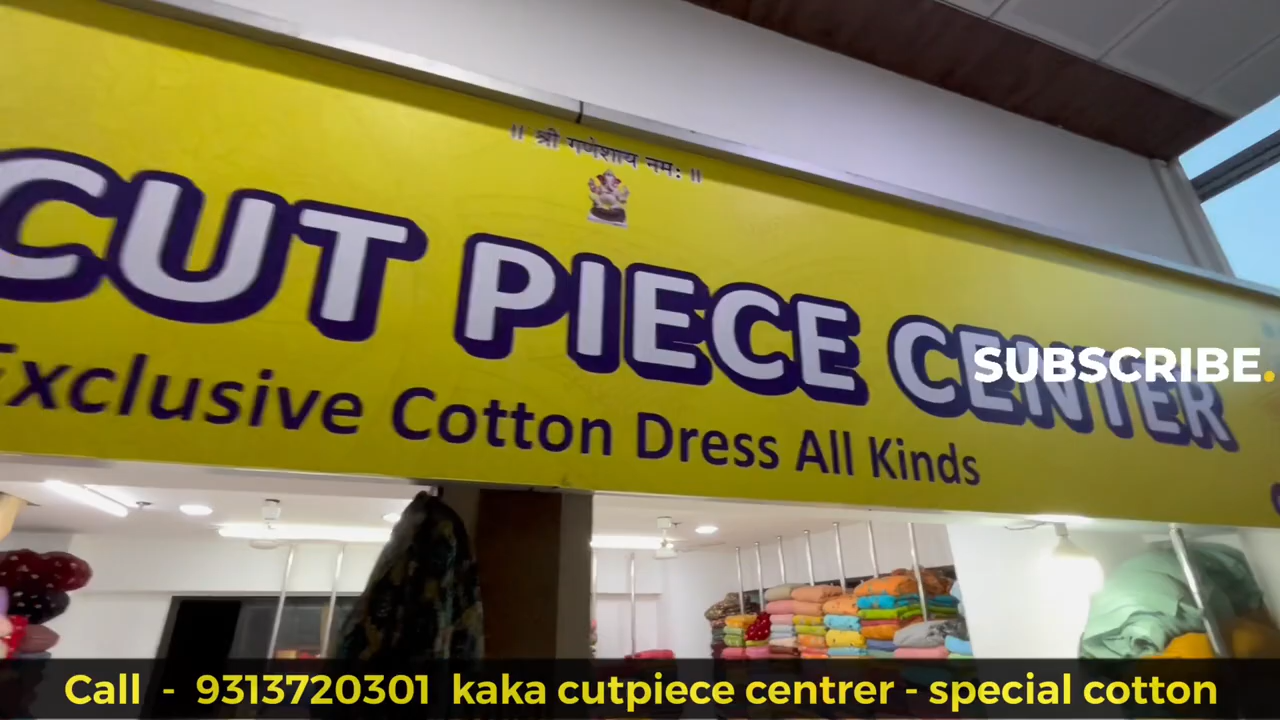 ॥ श्री गणेशाय नमः ॥
CUT PIECE CENTER
SUBSCRIBE.
Exclusive Cotton Dress All Kinds
Call - 9313720301 kaka cutpiece centrer - special cotton